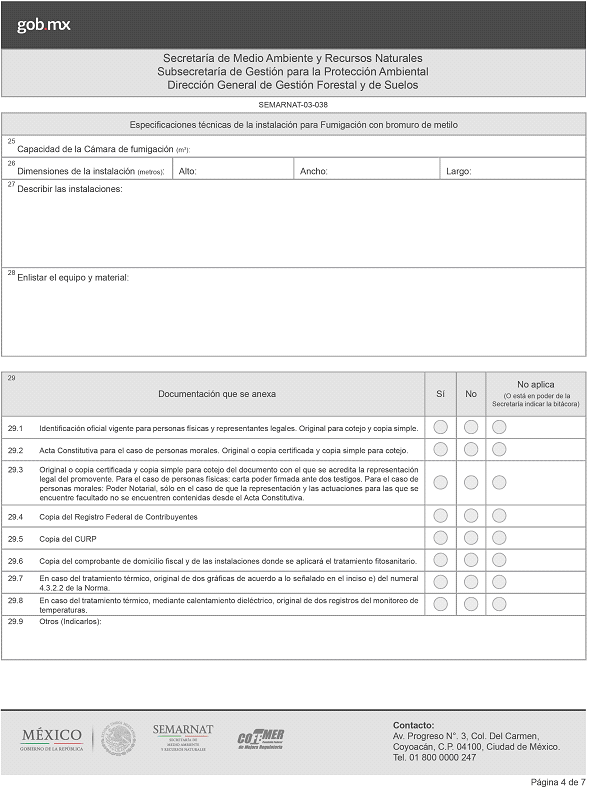 gob.mx
Secretaría de Medio Ambiente y Recursos Naturales
Subsecretaría de Gestión para la Protección Ambiental
Dirección General de Gestión Forestal y de Suelos
SEMARNAT-03-038
Especificaciones técnicas de la instalación para Fumigación con bromuro de metilo
25 Capacidad de la Cámara de fumigación (m³):
26 Dimensiones de la instalación (metros): Alto: Ancho: Largo:
27 Describir las instalaciones:
28 Enlistar el equipo y material:
29
Documentación que se anexa Sí No No aplica
(O está en poder de la
Secretaría indicar la bitácora)
29.1 Identificación oficial vigente para personas físicas y representantes legales. Original para cotejo y copia simple.
29.2 Acta Constitutiva para el caso de personas morales. Original o copia certificada y copia simple para cotejo.
29.3 Original o copia certificada y copia simple para cotejo del documento con el que se acredita la representación
legal del promovente. Para el caso de personas físicas: carta poder firmada ante dos testigos. Para el caso de
personas morales: Poder Notarial, sólo en el caso de que la representación y las actuaciones para las que se
encuentre facultado no se encuentren contenidas desde el Acta Constitutiva.
29.4 Copia del Registro Federal de Contribuyentes
29.5 Copia del CURP
29.6 Copia del comprobante de domicilio fiscal y de las instalaciones donde se aplicará el tratamiento fitosanitario.
29.7 En caso del tratamiento térmico, original de dos gráficas de acuerdo a lo señalado en el inciso e) del numeral
4.3.2.2 de la Norma.
29.8 En caso del tratamiento térmico, mediante calentamiento dieléctrico, original de dos registros del monitoreo de
temperaturas.
29.9 Otros (Indicarlos):
MÉXICO
GOBIERNO DE LA REPÚBLICA
SEMARNAT
SECRETARÍA DE
MEDIO AMBIENTE
Y RECURSOS NATURALES
COFEMER
de Mejora Regulatoria
Contacto:
Av. Progreso N°. 3, Col. Del Carmen,
Coyoacán, C.P. 04100, Ciudad de México.
Tel. 01 800 0000 247
Página 4 de 7